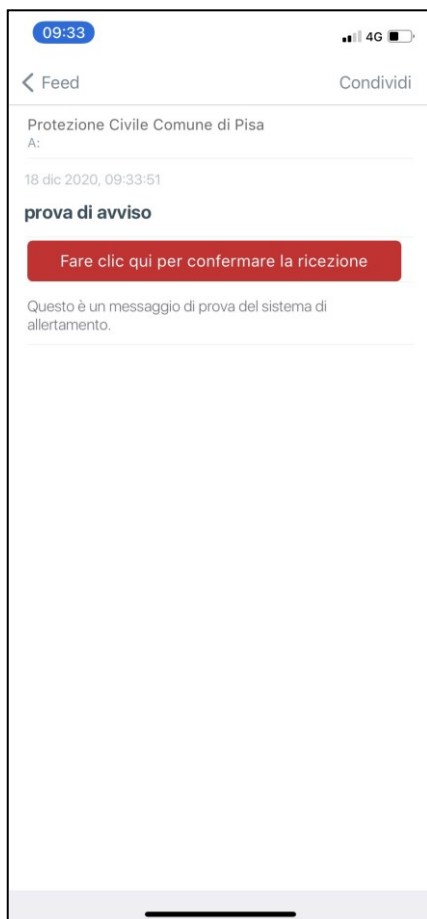 09:33
4G
Feed
Condividi
Protezione Civile Comune di Pisa
A:
18 dic 2020, 09:33:51
prova di avviso
Fare clic qui per confermare la ricezione
Questo è un messaggio di prova del sistema di
allertamento.